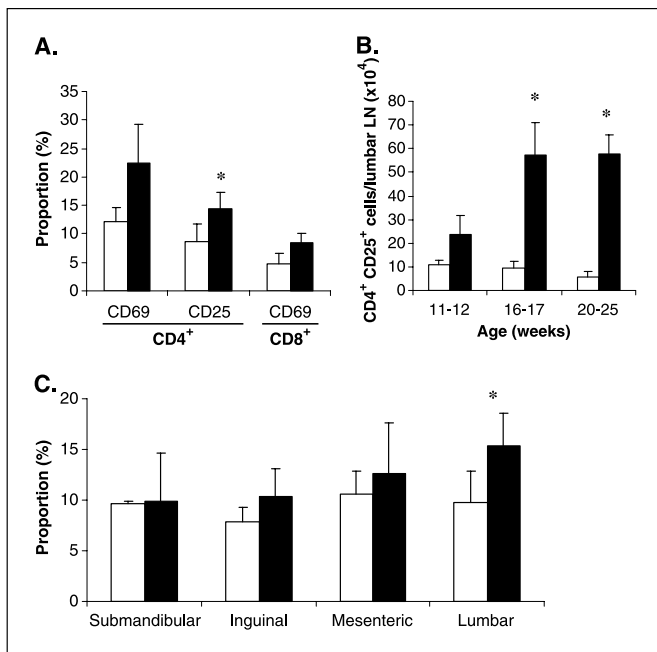 A.
35
30
25
20
15
10
5
0
Proportion (%)
*
CD69 CD25 CD69
CD4+ CD8+
B.
CD4+ CD25+ cells/lumbar LN (x10⁴)
80
70
60
50
40
30
20
10
0
* *
11-12 16-17 20-25
Age (weeks)
C.
20
15
10
5
0
Proportion (%)
*
Submandibular Inguinal Mesenteric Lumbar